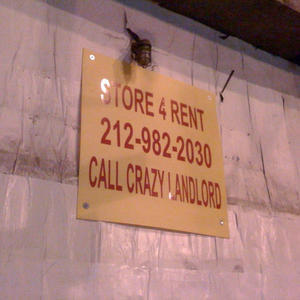 STORE 4 RENT
212-982-2030
CALL CRAZY LANDLORD